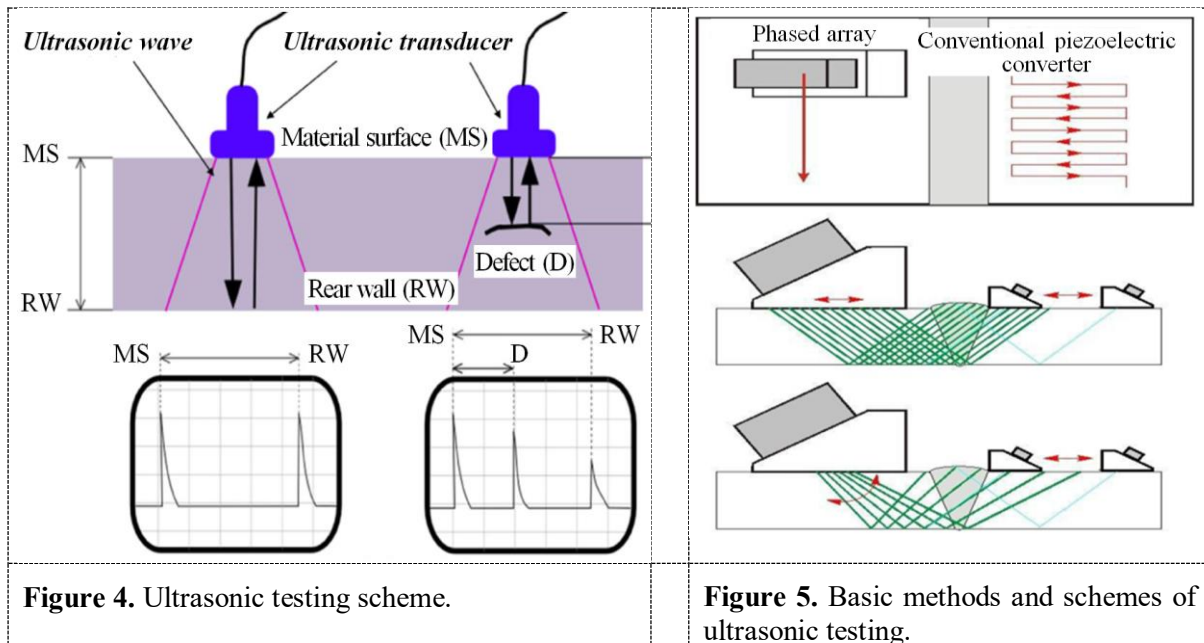 Ultrasonic wave
Ultrasonic transducer
Material surface (MS)
MS
Defect (D)
Rear wall (RW)
RW
MS
RW
MS
RW
D
Figure 4. Ultrasonic testing scheme.
Phased array
Conventional piezoelectric
converter
Figure 5. Basic methods and schemes of
ultrasonic testing.